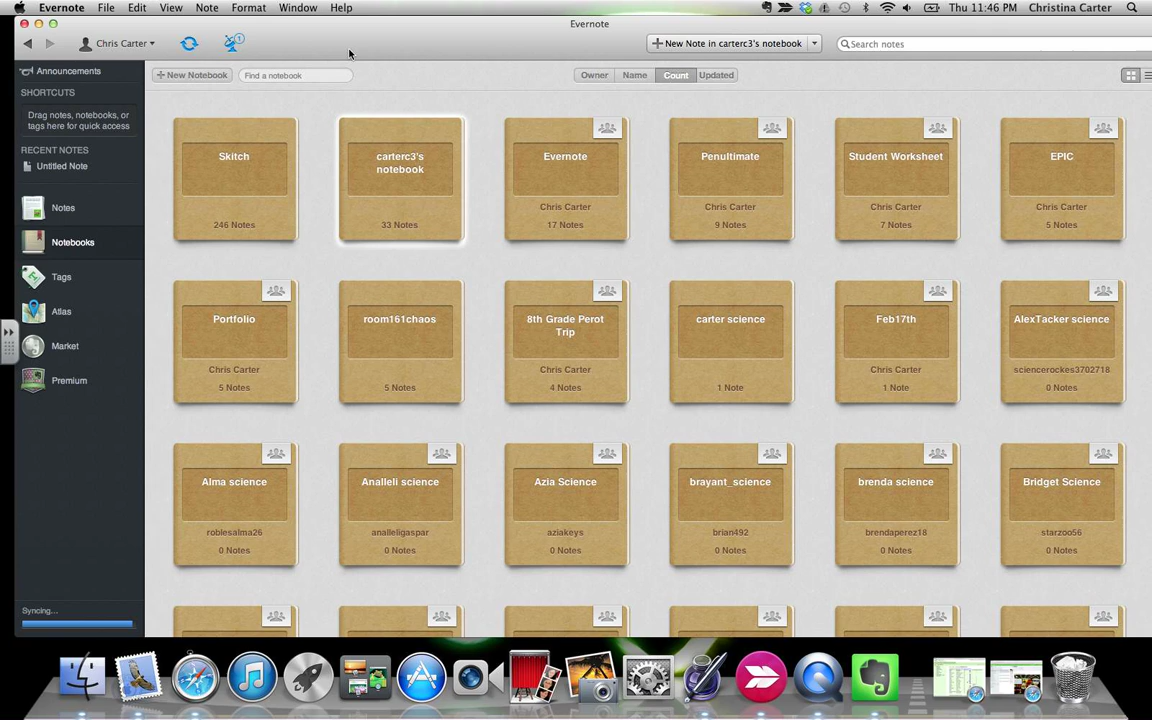 Evernote File Edit View Note Format Window Help Thu 11:46 PM Christina Carter
Evernote
Chris Carter 1 New Note in carterc3's notebook Search notes
Announcements
+ New Notebook Find a notebook Owner Name Count Updated
SHORTCUTS
Drag notes, notebooks, or
tags here for quick access
RECENT NOTES
Untitled Note
Notes
Notebooks
Tags
Atlas
Market
Premium
Syncing...
Skitch
246 Notes
carterc3's
notebook
33 Notes
Evernote
Chris Carter
17 Notes
Penultimate
Chris Carter
9 Notes
Student Worksheet
Chris Carter
7 Notes
EPIC
Chris Carter
5 Notes
Portfolio
Chris Carter
5 Notes
room161chaos
5 Notes
8th Grade Perot
Trip
Chris Carter
4 Notes
carter science
1 Note
Feb17th
Chris Carter
1 Note
AlexTacker science
sciencerockes3702718
0 Notes
Alma science
roblesalma26
0 Notes
Analleli science
analleligaspar
0 Notes
Azia Science
aziakeys
0 Notes
brayant_science
brian492
0 Notes
brenda science
brendaperez18
0 Notes
Bridget Science
starzoo56
0 Notes